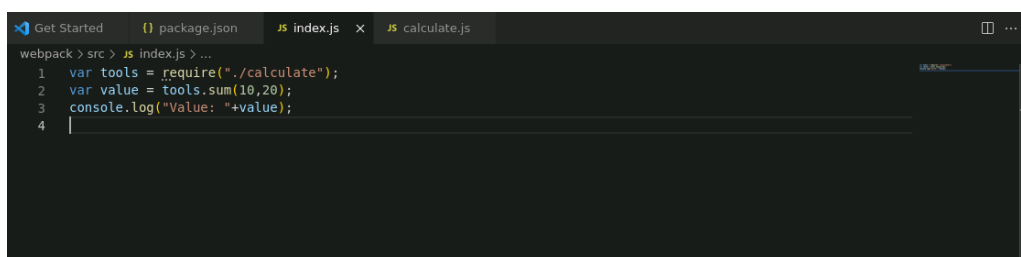 Get Started {} package.json JS index.js × JS calculate.js ...
webpack > src > JS index.js > ...
1 var tools = require("./calculate");
2 var value = tools.sum(10,20);
3 console.log("Value: "+value);
4